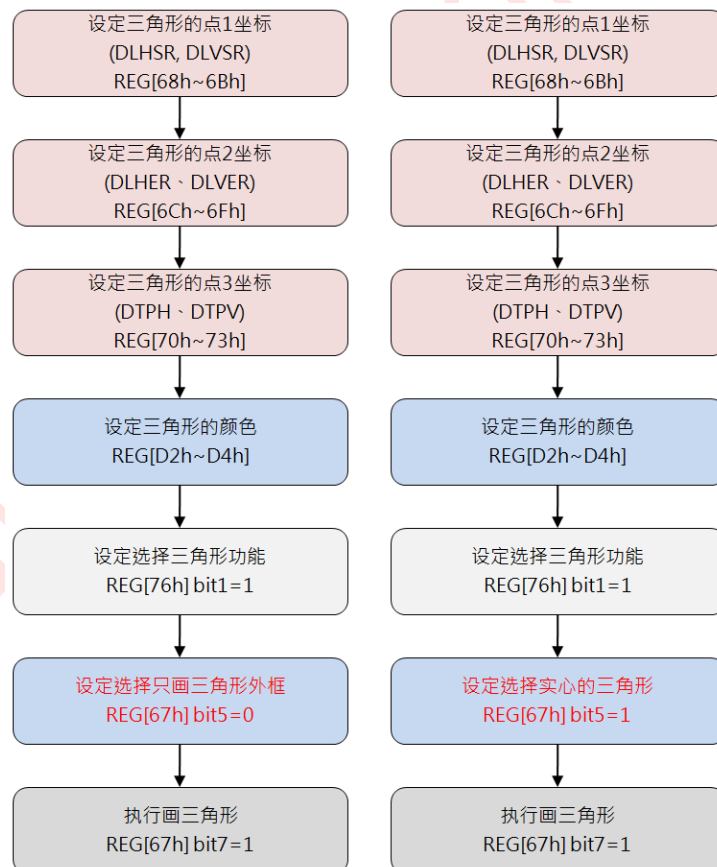 设定三角形的点1坐标
(DLHSR, DLVSR)
REG[68h~6Bh]
设定三角形的点2坐标
(DLHER、DLVER)
REG[6Ch~6Fh]
设定三角形的点3坐标
(DTPH、DTPV)
REG[70h~73h]
设定三角形的颜色
REG[D2h~D4h]
设定选择三角形功能
REG[76h] bit1=1
设定選择只画三角形外框
REG[67h] bit5=0
执行画三角形
REG[67h] bit7=1
设定三角形的点1坐标
(DLHSR, DLVSR)
REG[68h~6Bh]
设定三角形的点2坐标
(DLHER、DLVER)
REG[6Ch~6Fh]
设定三角形的点3坐标
(DTPH、DTPV)
REG[70h~73h]
设定三角形的颜色
REG[D2h~D4h]
设定选择三角形功能
REG[76h] bit1=1
设定選择实心的三角形
REG[67h] bit5=1
执行画三角形
REG[67h] bit7=1